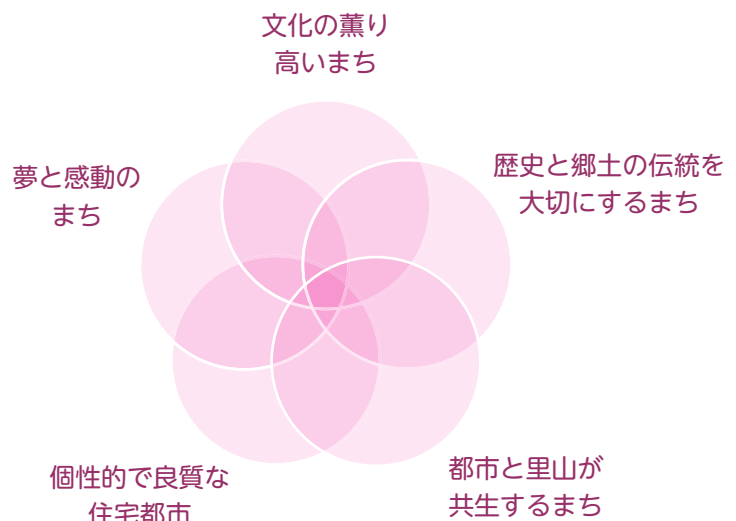 文化の薫り
高いまち
歴史と郷土の伝統を
大切にするまち
夢と感動の
まち
都市と里山が
共生するまち
個性的で良質な
住宅都市